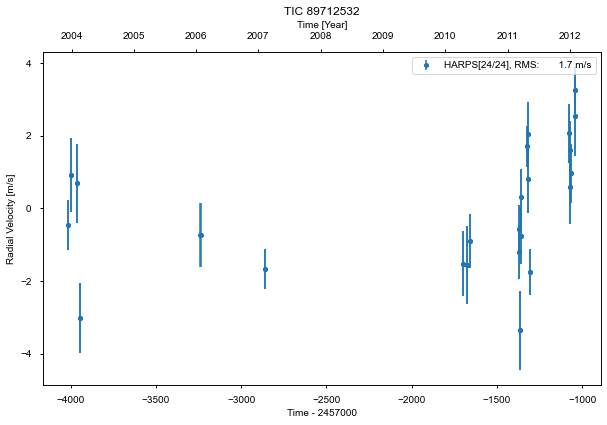 TIC 89712532
Time [Year]
2004 2005 2006 2007 2008 2009 2010 2011 2012
HARPS[24/24], RMS: 1.7 m/s
Radial Velocity [m/s]
4
2
0
−2
−4
−4000 −3500 −3000 −2500 −2000 −1500 −1000
Time - 2457000